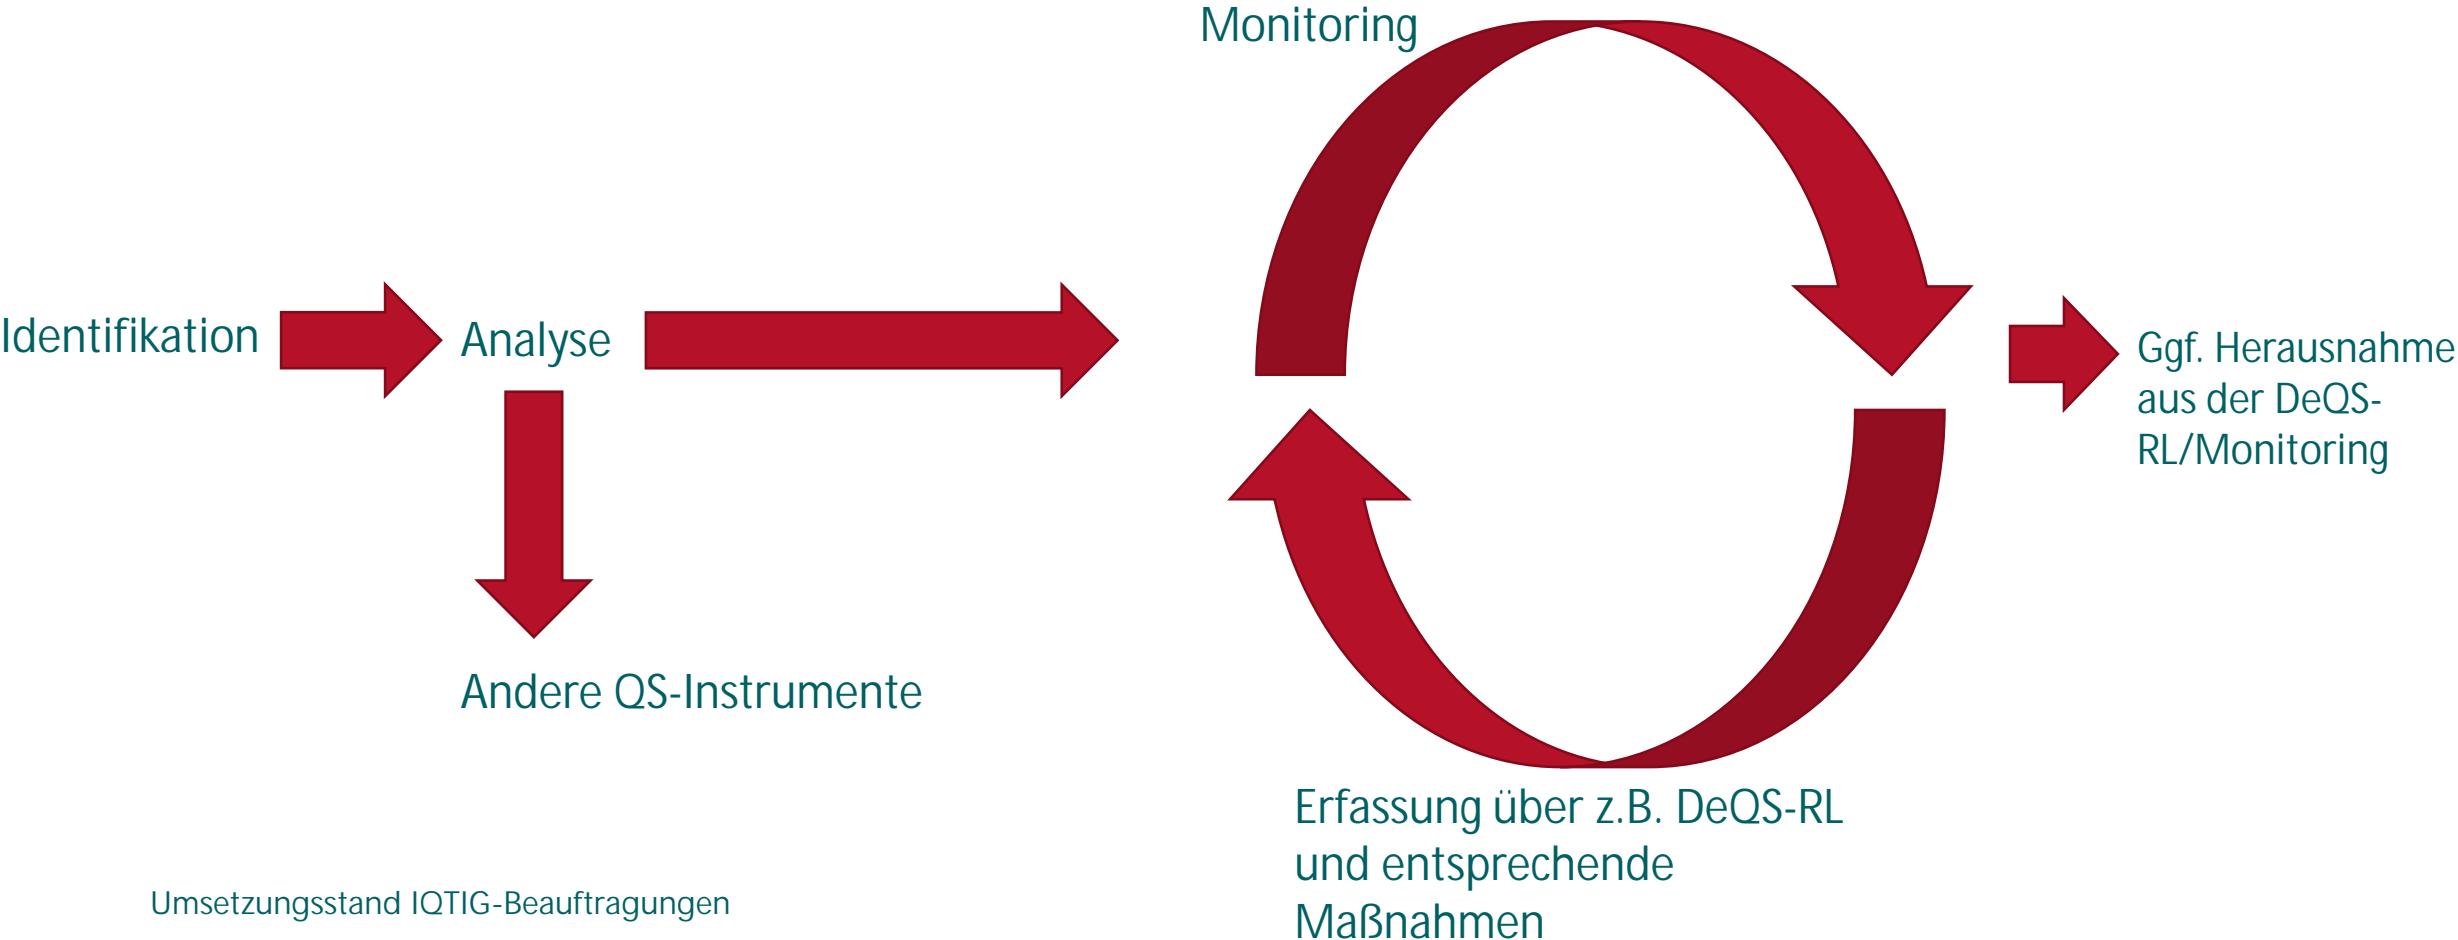 Monitoring
Identifikation
Analyse
Ggf. Herausnahme
aus der DeQS-
RL/Monitoring
Andere QS-Instrumente
Erfassung über z.B. DeQS-RL
und entsprechende
Maßnahmen
Umsetzungsstand IQTIG-Beauftragungen